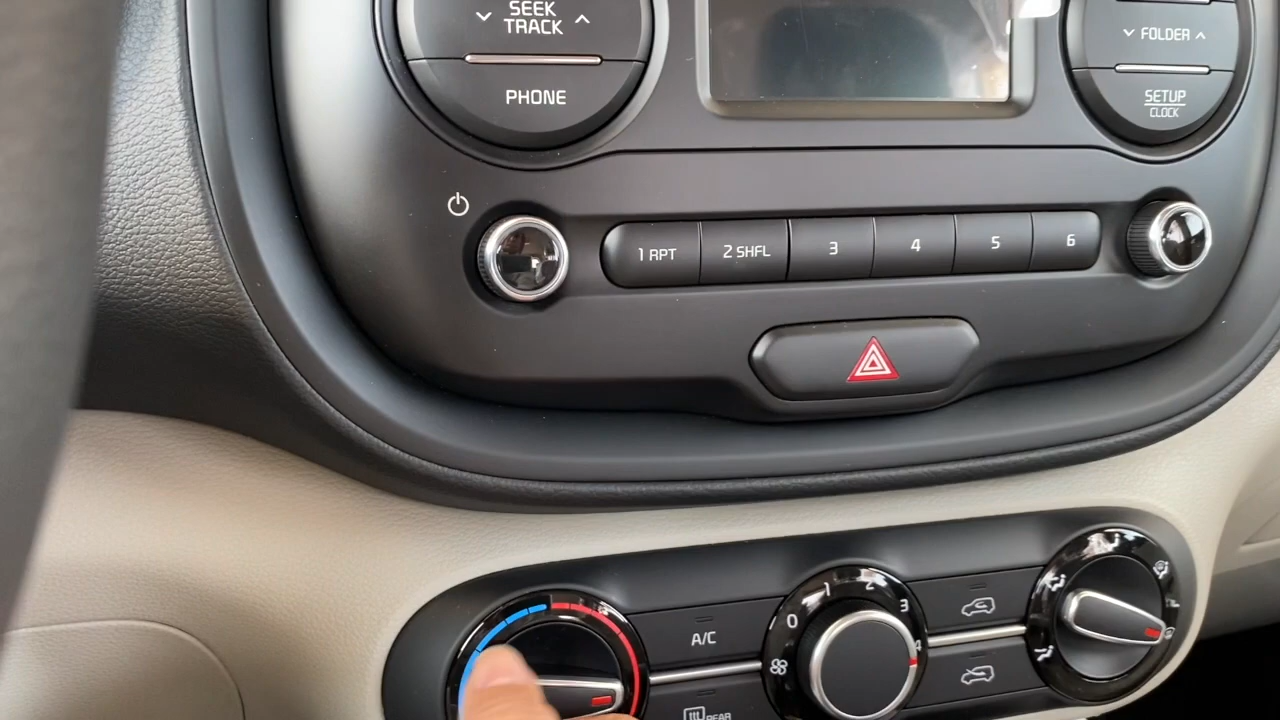 SEEK
TRACK
PHONE
FOLDER
SETUP
CLOCK
1 RPT
2 SHFL
3
4
5
6
A/C
0
1
2
3
4
REAR